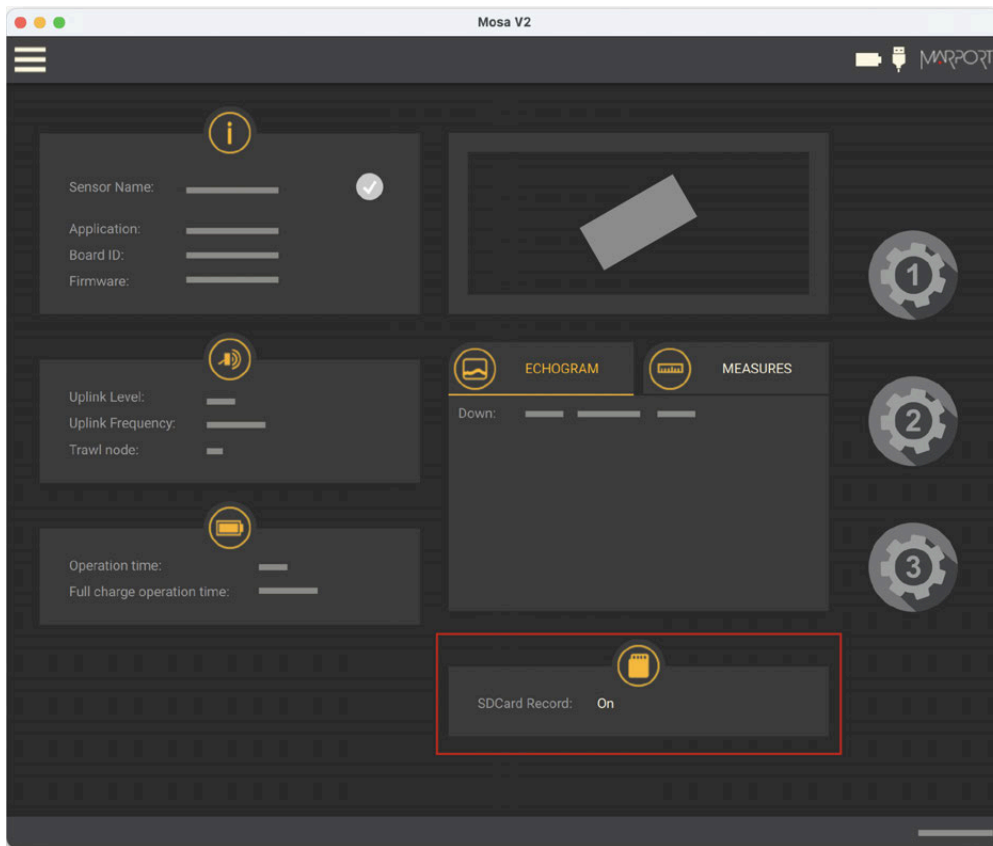 Mosa V2
MARPORT
Sensor Name:
Application:
Board ID:
Firmware:
1
Uplink Level:
Uplink Frequency:
Trawl node:
ECHOGRAM
MEASURES
Down:
2
Operation time:
Full charge operation time:
3
SDCard Record: On